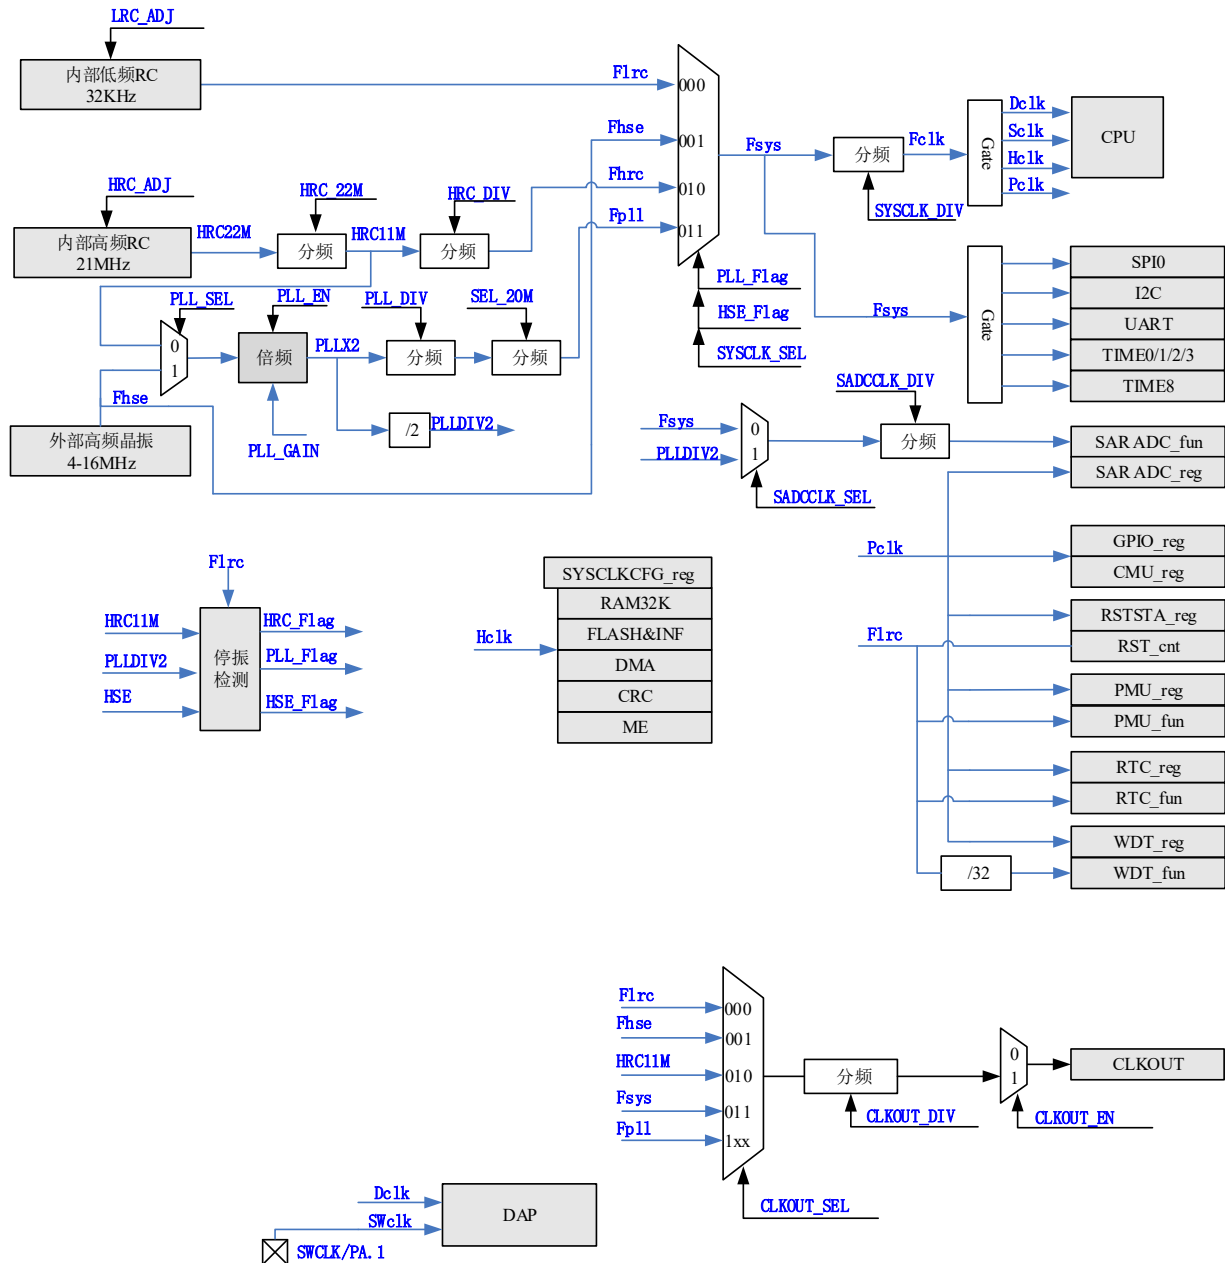 LRC_ADJ
内部低频RC
32KHz
Flrc
000
Fhse
001
Fhrc
010
Fpll
011
HRC_ADJ
内部高频RC
21MHz
HRC22M
HRC_22M
分频
HRC11M
HRC_DIV
分频
PLL_SEL
0
1
PLL_EN
倍频
PLL_GAIN
PLLX2
PLL_DIV
分频
SEL_20M
分频
/2
PLLDIV2
Fhse
外部高频晶振
4-16MHz
PLL_Flag
HSE_Flag
SYSCLK_SEL
Fsys
分频
SYSCLK_DIV
Fclk
Gate
Dclk
Sclk
Hclk
Pclk
CPU
Fsys
Gate
SPI0
I2C
UART
TIME0/1/2/3
TIME8
Fsys
PLLDIV2
0
1
SADCCLK_SEL
SADCCLK_DIV
分频
SAR ADC_fun
SAR ADC_reg
Pclk
GPIO_reg
CMU_reg
Flrc
RSTSTA_reg
RST_cnt
PMU_reg
PMU_fun
RTC_reg
RTC_fun
WDT_reg
/32
WDT_fun
Flrc
HRC11M
PLLDIV2
HSE
停振
检测
HRC_Flag
PLL_Flag
HSE_Flag
Hclk
SYSCLKCFG_reg
RAM32K
FLASH&INF
DMA
CRC
ME
Flrc
000
Fhse
001
HRC11M
010
Fsys
011
Fpll
1xx
CLKOUT_SEL
分频
CLKOUT_DIV
0
1
CLKOUT_EN
CLKOUT
Dclk
SWclk
DAP
SWCLK/PA.1